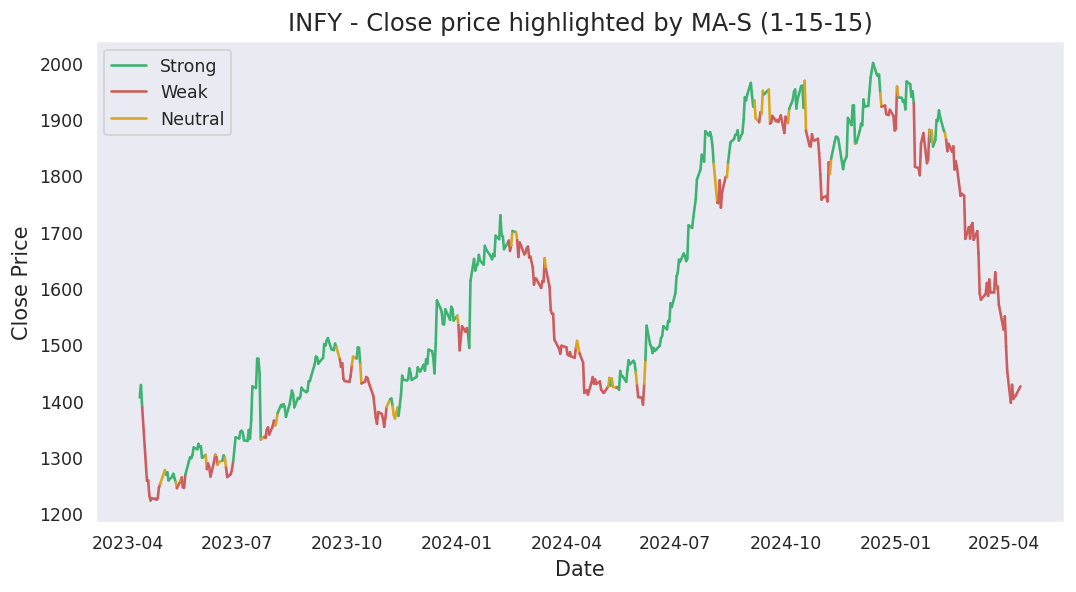 INFY - Close price highlighted by MA-S (1-15-15)
Strong
Weak
Neutral
2000
1900
1800
1700
1600
1500
1400
1300
1200
Close Price
2023-04 2023-07 2023-10 2024-01 2024-04 2024-07 2024-10 2025-01 2025-04
Date